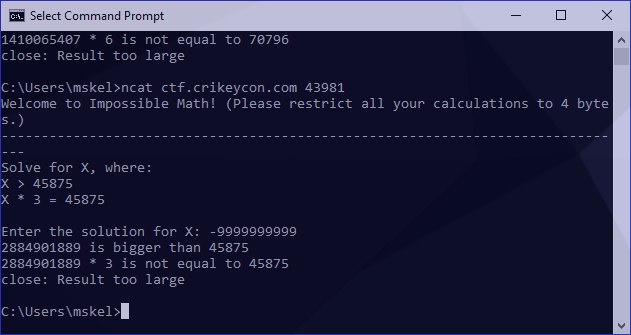 Select Command Prompt
1410065407 * 6 is not equal to 70796
close: Result too large
C:\Users\mskel>ncat ctf.crikeycon.com 43981
Welcome to Impossible Math! (Please restrict all your calculations to 4 byte
s.)
----------------------------------------------------------------------------
---
Solve for X, where:
X > 45875
X * 3 = 45875
Enter the solution for X: -9999999999
2884901889 is bigger than 45875
2884901889 * 3 is not equal to 45875
close: Result too large
C:\Users\mskel>